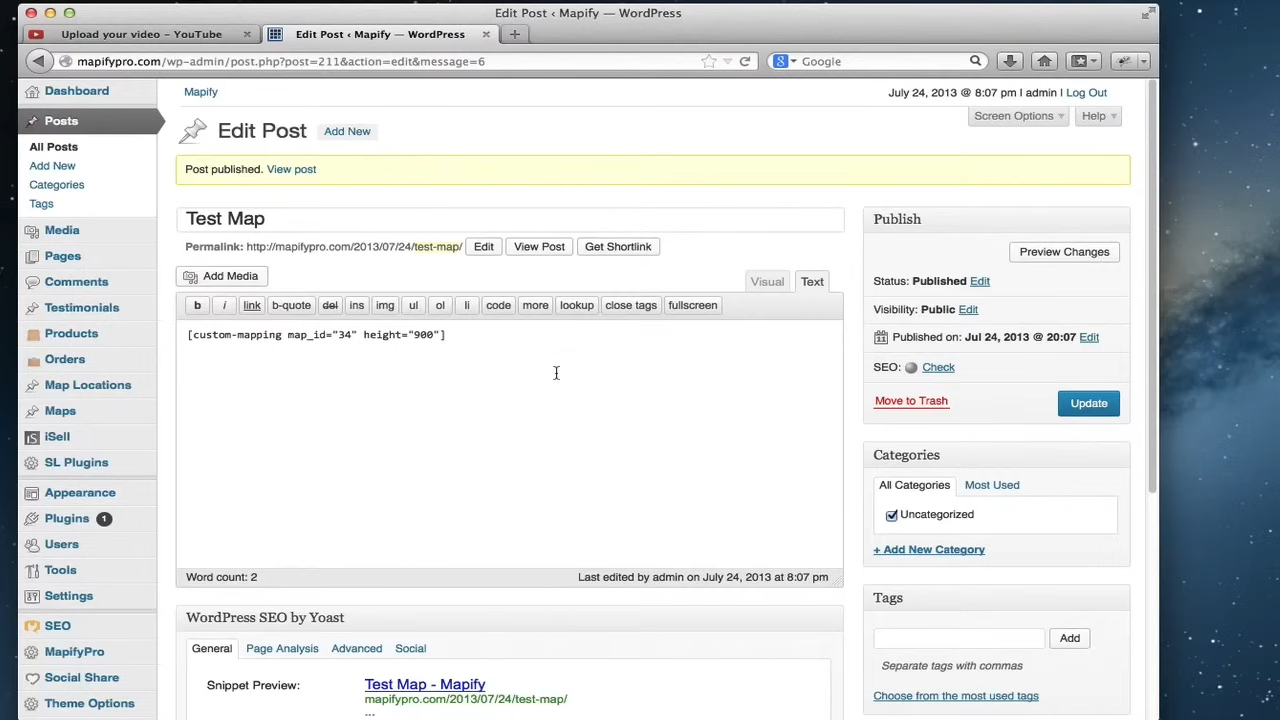 Edit Post ‹ Mapify — WordPress
Upload your video – YouTube
Edit Post ‹ Mapify — WordPress
mapifypro.com/wp-admin/post.php?post=211&action=edit&message=6
Google
Dashboard
Posts
All Posts
Add New
Categories
Tags
Media
Pages
Comments
Testimonials
Products
Orders
Map Locations
Maps
iSell
SL Plugins
Appearance
Plugins 1
Users
Tools
Settings
SEO
MapifyPro
Social Share
Theme Options
Mapify
July 24, 2013 @ 8:07 pm | admin | Log Out
Screen Options
Help
Edit Post Add New
Post published. View post
Test Map
Permalink: http://mapifypro.com/2013/07/24/test-map/ Edit View Post Get Shortlink
Add Media
Visual Text
b i link b-quote del ins img ul ol li code more lookup close tags fullscreen
[custom-mapping map_id="34" height="900"]
Word count: 2
Last edited by admin on July 24, 2013 at 8:07 pm
WordPress SEO by Yoast
General Page Analysis Advanced Social
Snippet Preview:
Test Map - Mapify
mapifypro.com/2013/07/24/test-map/
...
Publish
Preview Changes
Status: Published Edit
Visibility: Public Edit
Published on: Jul 24, 2013 @ 20:07 Edit
SEO: Check
Move to Trash
Update
Categories
All Categories Most Used
Uncategorized
+ Add New Category
Tags
Add
Separate tags with commas
Choose from the most used tags